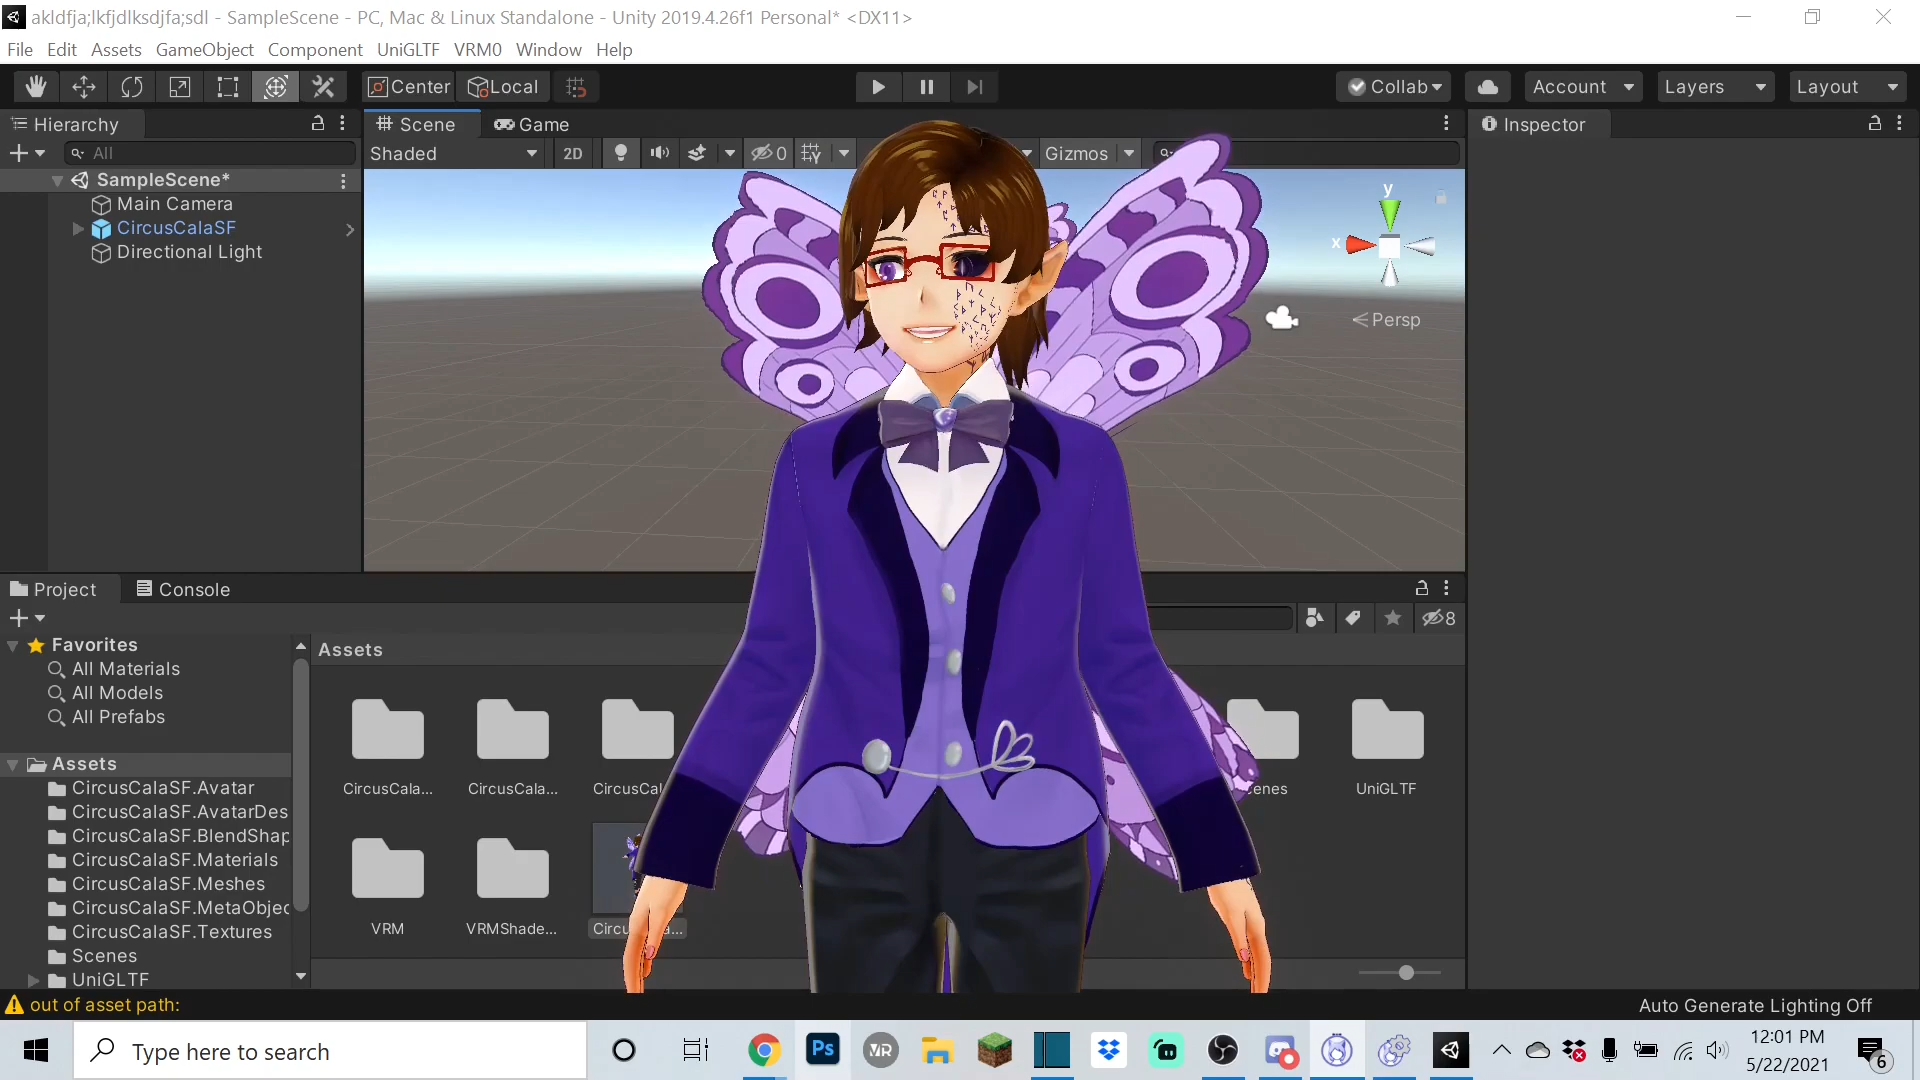 akldfja;lkfjdlksdjfa;sdl - SampleScene - PC, Mac & Linux Standalone - Unity 2019.4.26f1 Personal* <DX11>
File Edit Assets GameObject Component UniGLTF VRM0 Window Help
Center Local Collab Account Layers Layout
Hierarchy Scene Game Inspector
All Shaded 2D 0 Gizmos
SampleScene*
Main Camera
CircusCalaSF
Directional Light
y
x
Persp
Project Console
8
Favorites
All Materials
All Models
All Prefabs
Assets
CircusCalaSF.Avatar
CircusCalaSF.AvatarDes
CircusCalaSF.BlendShap
CircusCalaSF.Materials
CircusCalaSF.Meshes
CircusCalaSF.MetaObjec
CircusCalaSF.Textures
Scenes
UniGLTF
Assets
CircusCala... CircusCala... CircusCal enes UniGLTF
VRM VRMShade... Circu a...
out of asset path:
Auto Generate Lighting Off
Type here to search
Ps
VR
12:01 PM
5/22/2021
6